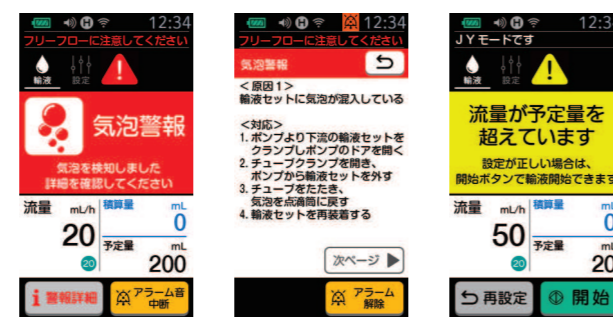 12:34
フリーフローに注意してください
輸液
設定
気泡警報
気泡を検知しました
詳細を確認してください
流量 mL/h
20
20
積算量 mL
0
予定量 mL
200
i 警報詳細
アラーム音
中断
12:34
フリーフローに注意してください
気泡警報
<原因1>
輸液セットに気泡が混入している
<対応>
1. ポンプより下流の輸液セットを
クランプしポンプのドアを開く
2. チューブクランプを開き、
ポンプから輸液セットを外す
3. チューブをたたき、
気泡を点滴筒に戻す
4. 輸液セットを再装着する
次ページ
アラーム
解除
12:3
JYモードです
輸液
設定
流量が予定量を
超えています
設定が正しい場合は、
開始ボタンで輸液開始できます
流量 mL/h
50
20
積算量 mL
0
予定量 mL
20
再設定
開始